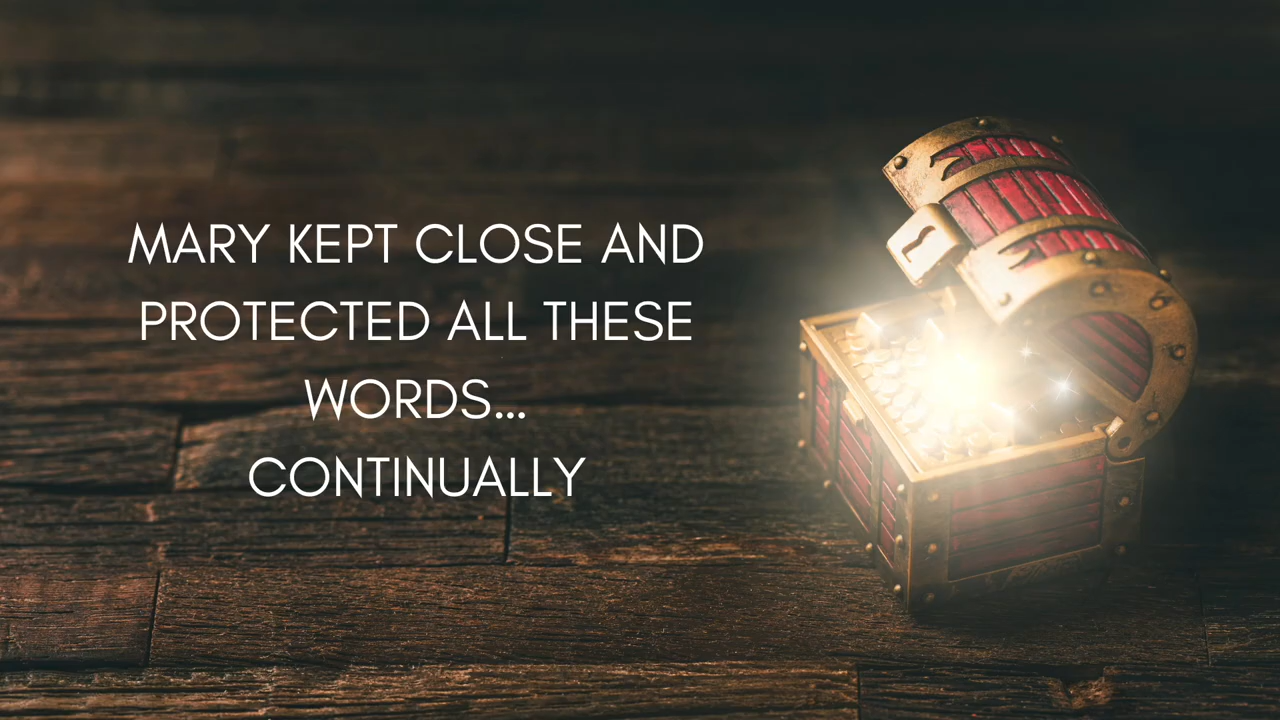 MARY KEPT CLOSE AND
PROTECTED ALL THESE
WORDS...
CONTINUALLY